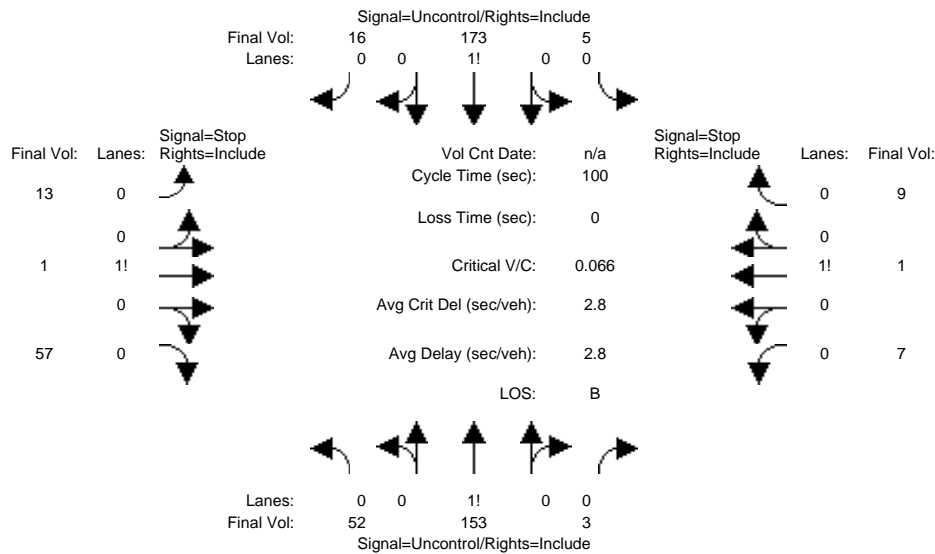 Signal=Uncontrol/Rights=Include
Final Vol: 16 173 5
Lanes: 0 0 1! 0 0
Signal=Stop
Final Vol: Lanes: Rights=Include
Vol Cnt Date: n/a
Signal=Stop
Rights=Include Lanes: Final Vol:
Cycle Time (sec): 100
13 0
0 9
Loss Time (sec): 0
0
0
1 1!
Critical V/C: 0.066
1! 1
0
Avg Crit Del (sec/veh): 2.8
0
57 0
Avg Delay (sec/veh): 2.8
0 7
LOS: B
Lanes: 0 0 1! 0 0
Final Vol: 52 153 3
Signal=Uncontrol/Rights=Include